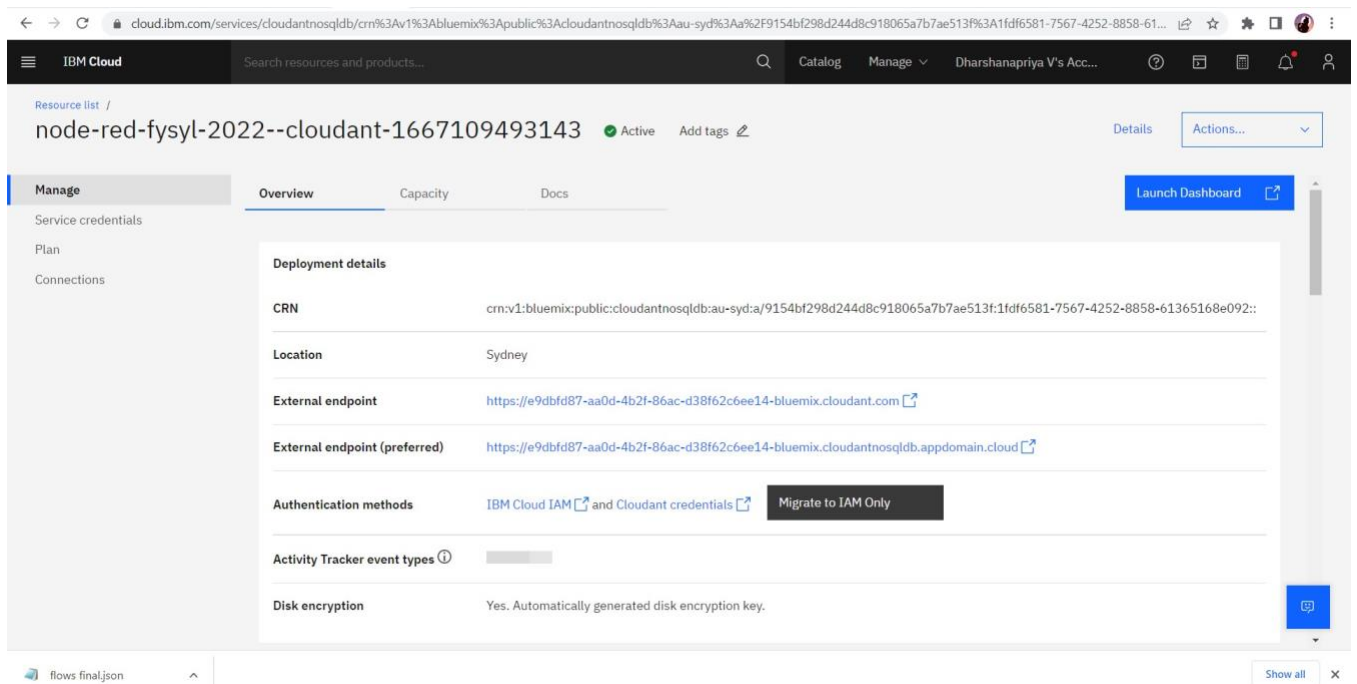 cloud.ibm.com/services/cloudantnosqldb/crn%3Av1%3Abluemix%3Apublic%3Acloudantnosqldb%3Aau-syd%3Aa%2F9154bf298d244d8c918065a7b7ae513f%3A1fdf6581-7567-4252-8858-61...
IBM Cloud Search resources and products... Catalog Manage Dharshanapriya V's Acc...
Resource list /
node-red-fysyl-2022--cloudant-1667109493143 Active Add tags Details Actions...
Manage Overview Capacity Docs Launch Dashboard
Service credentials
Plan
Connections
Deployment details
CRN crn:v1:bluemix:public:cloudantnosqldb:au-syd:a/9154bf298d244d8c918065a7b7ae513f:1fdf6581-7567-4252-8858-61365168e092::
Location Sydney
External endpoint https://e9dbfd87-aa0d-4b2f-86ac-d38f62c6ee14-bluemix.cloudant.com
External endpoint (preferred) https://e9dbfd87-aa0d-4b2f-86ac-d38f62c6ee14-bluemix.cloudantnosqldb.appdomain.cloud
Authentication methods IBM Cloud IAM and Cloudant credentials Migrate to IAM Only
Activity Tracker event types
Disk encryption Yes. Automatically generated disk encryption key.
flows final.json Show all